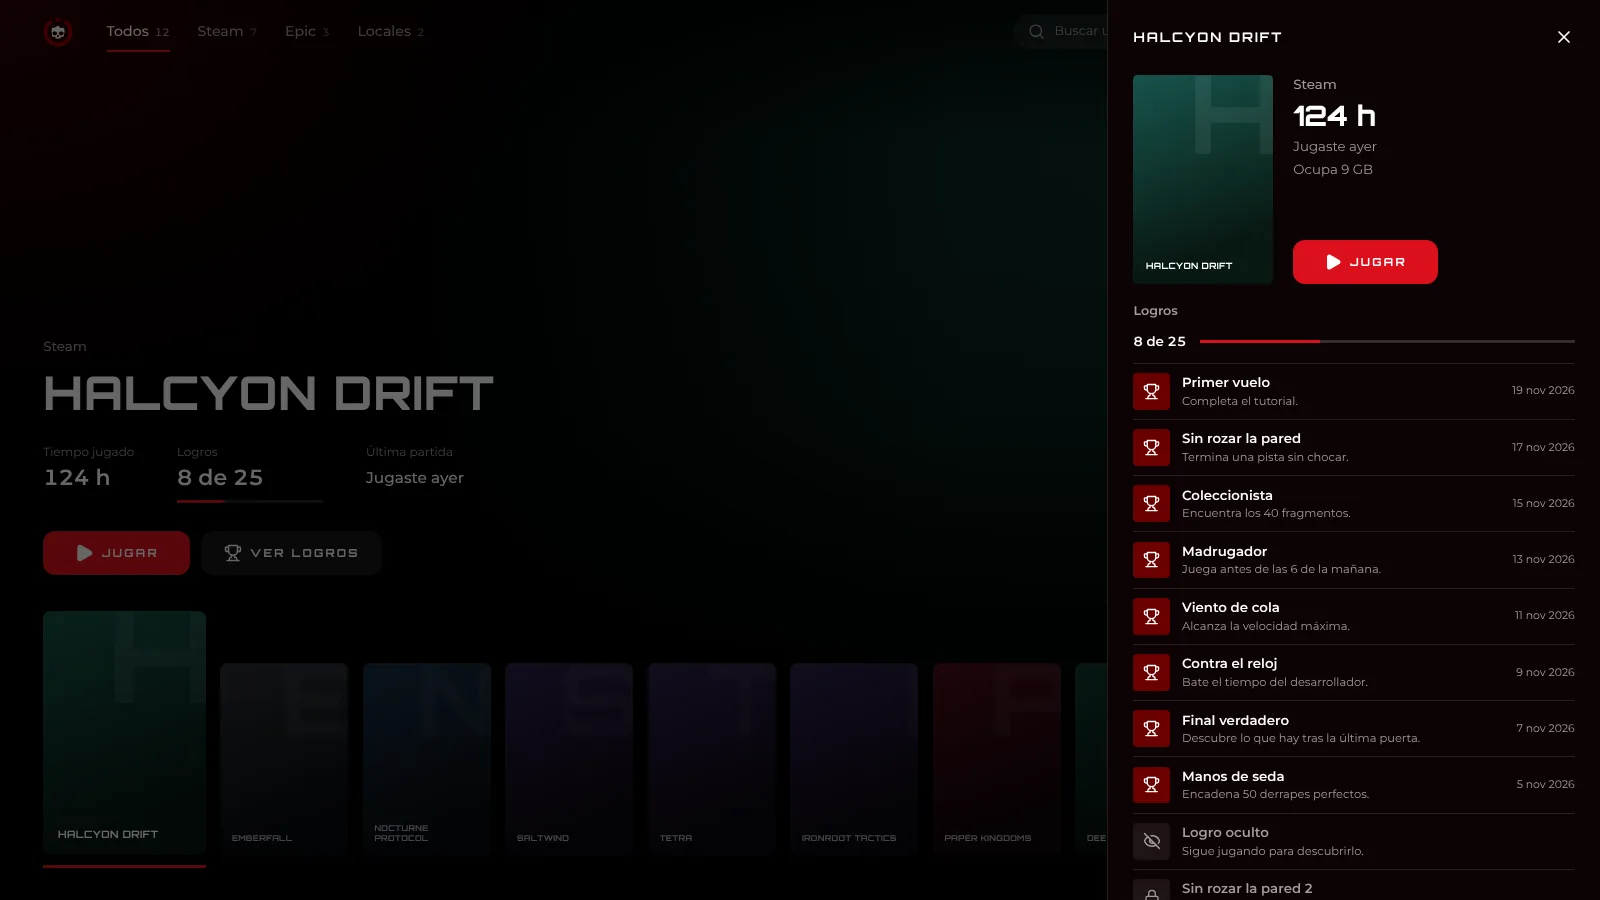 Todos 12
Steam 7
Epic 3
Locales 2
Buscar u
Steam
HALCYON DRIFT
Tiempo jugado
124 h
Logros
8 de 25
Última partida
Jugaste ayer
JUGAR
VER LOGROS
H
HALCYON DRIFT
E
EMBERFALL
N
NOCTURNE
PROTOCOL
S
SALTWIND
T
TETRA
IRONROOT TACTICS
P
PAPER KINGDOMS
DEE
HALCYON DRIFT
H
HALCYON DRIFT
Steam
124 h
Jugaste ayer
Ocupa 9 GB
JUGAR
Logros
8 de 25
Primer vuelo
Completa el tutorial.
19 nov 2026
Sin rozar la pared
Termina una pista sin chocar.
17 nov 2026
Coleccionista
Encuentra los 40 fragmentos.
15 nov 2026
Madrugador
Juega antes de las 6 de la mañana.
13 nov 2026
Viento de cola
Alcanza la velocidad máxima.
11 nov 2026
Contra el reloj
Bate el tiempo del desarrollador.
9 nov 2026
Final verdadero
Descubre lo que hay tras la última puerta.
7 nov 2026
Manos de seda
Encadena 50 derrapes perfectos.
5 nov 2026
Logro oculto
Sigue jugando para descubrirlo.
Sin rozar la pared 2